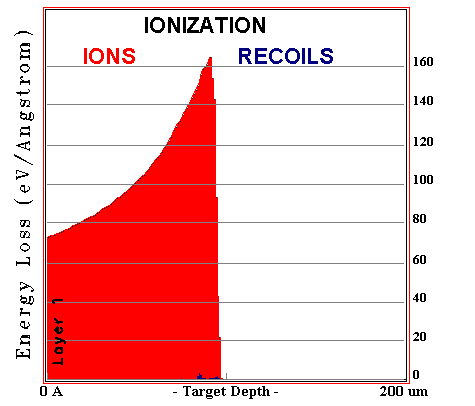 IONIZATION
IONS RECOILS
Energy Loss (eV/Angstrom)
160
140
120
100
80
60
40
20
0
Layer 1
0 A - Target Depth - 200 um